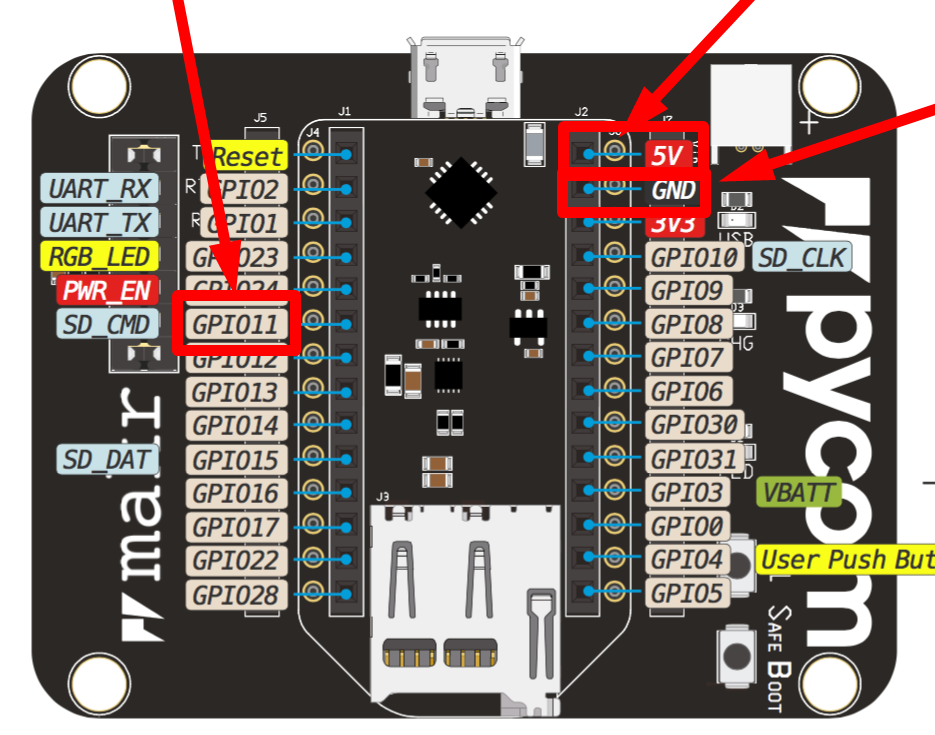 J1
J2
J5
J4
Reset
5V
UART_RX
GPIO2
GND
UART_TX
GPIO1
3V3
USB
RGB_LED
GPIO23
GPIO10
SD_CLK
PWR_EN
GPIO24
GPIO9
SD_CMD
GPIO11
GPIO8
GPIO12
GPIO7
GPIO13
GPIO6
GPIO14
GPIO30
SD_DAT
GPIO15
GPIO31
GPIO16
GPIO3
VBATT
J3
GPIO17
GPIO0
GPIO22
GPIO4
User Push But
GPIO28
GPIO5
pycom
SAFE BOOT